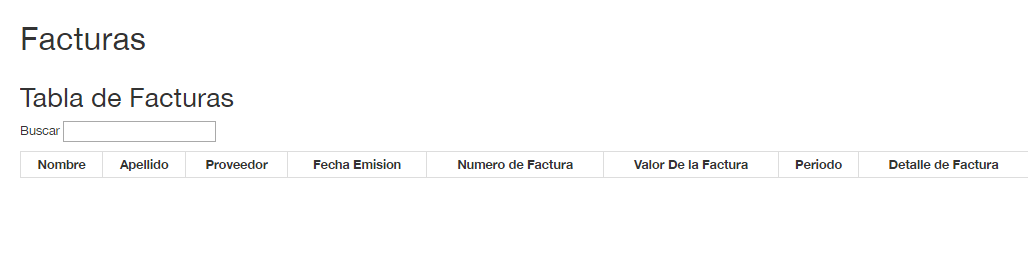 Facturas
Tabla de Facturas
Buscar
Nombre Apellido Proveedor Fecha Emision Numero de Factura Valor De la Factura Periodo Detalle de Factura